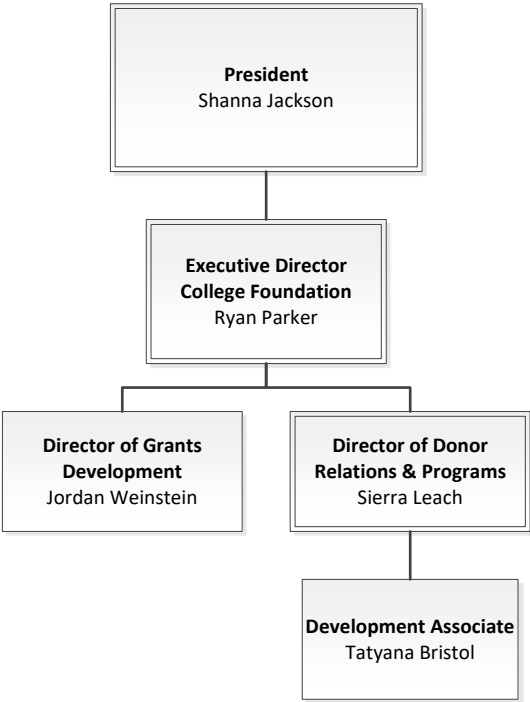 President
Shanna Jackson
Executive Director
College Foundation
Ryan Parker
Director of Grants
Development
Jordan Weinstein
Director of Donor
Relations & Programs
Sierra Leach
Development Associate
Tatyana Bristol